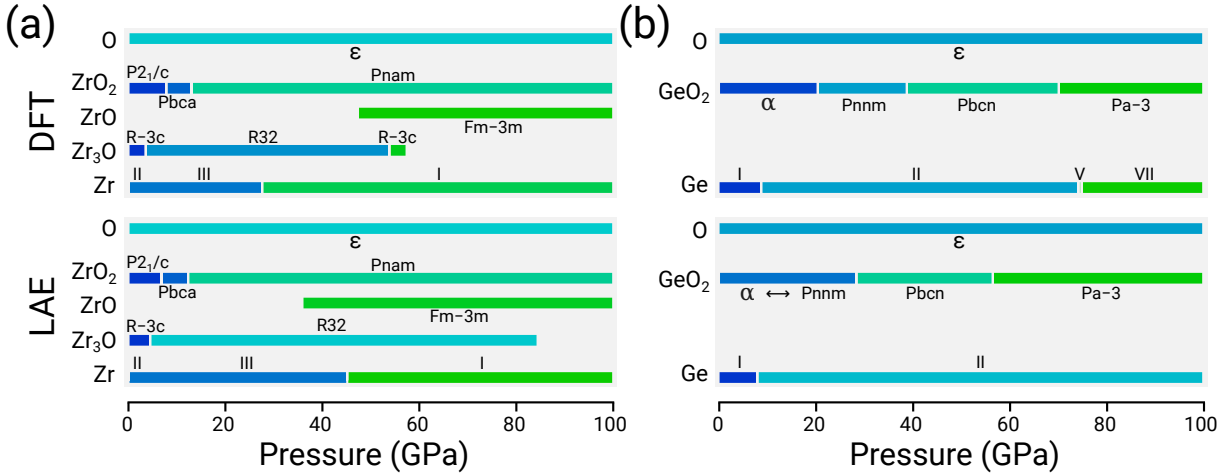 (a)
DFT
O
ε
ZrO₂ P2₁/c Pnam
Pbca
ZrO
Fm−3m
Zr₃O R−3c R32 R−3c
Zr II III I
LAE
O
ε
ZrO₂ P2₁/c Pnam
Pbca
ZrO
Fm−3m
Zr₃O R−3c R32
Zr II III I
0 20 40 60 80 100
Pressure (GPa)
(b)
O
ε
GeO₂
α Pnnm Pbcn Pa−3
Ge I II V VII
O
ε
GeO₂
α ↔ Pnnm Pbcn Pa−3
Ge I II
0 20 40 60 80 100
Pressure (GPa)